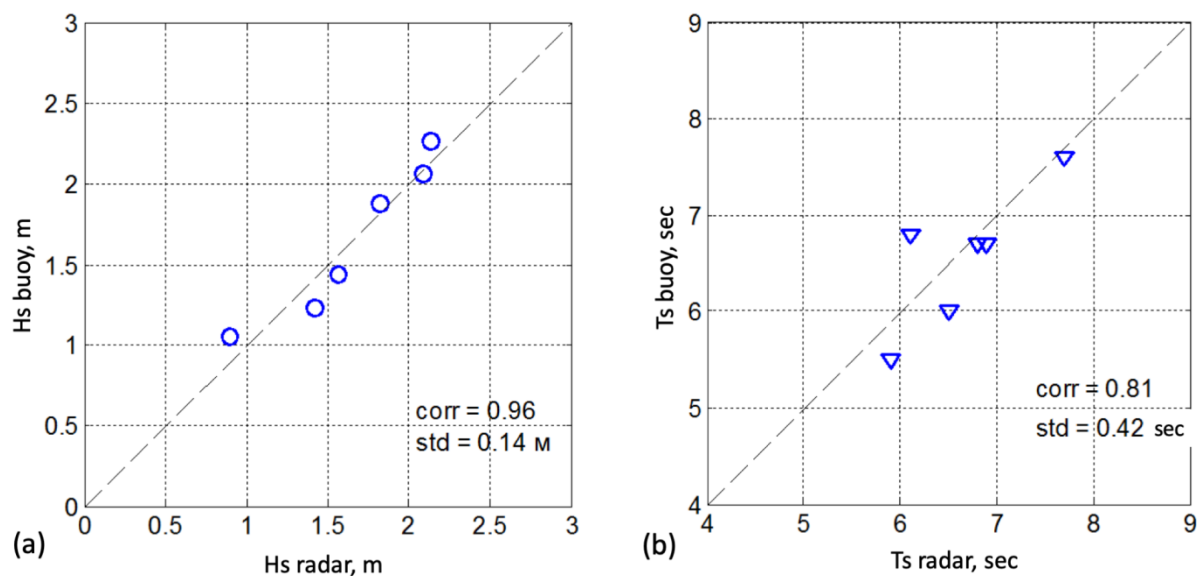 3
2.5
2
1.5
1
0.5
0
0
0.5
1
1.5
2
2.5
3
Hs buoy, m
corr = 0.96
std = 0.14 м
(a)
Hs radar, m
9
8
7
6
5
4
4
5
6
7
8
9
Ts buoy, sec
corr = 0.81
std = 0.42 sec
(b)
Ts radar, sec